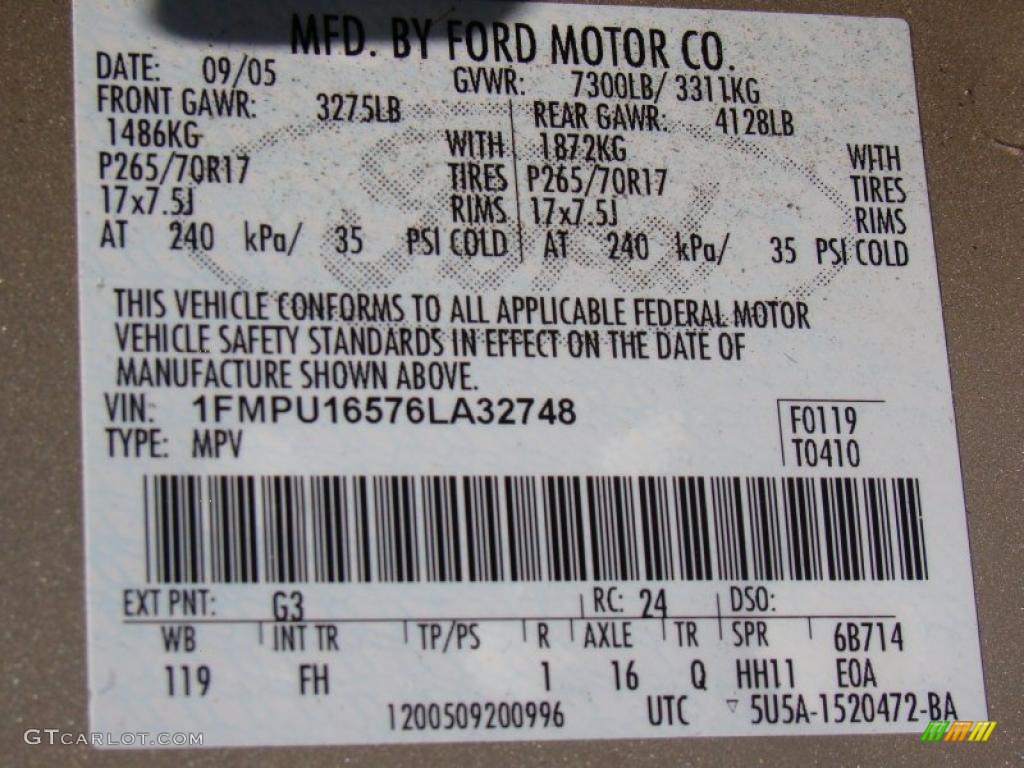 MFD. BY FORD MOTOR CO.
DATE: 09/05 GVWR: 7300LB/ 3311KG
FRONT GAWR: 3275LB REAR GAWR: 4128LB
1486KG WITH 1872KG WITH
P265/70R17 TIRES P265/70R17 TIRES
17x7.5J RIMS 17x7.5J RIMS
AT 240 kPa/ 35 PSI COLD AT 240 kPa/ 35 PSI COLD
THIS VEHICLE CONFORMS TO ALL APPLICABLE FEDERAL MOTOR
VEHICLE SAFETY STANDARDS IN EFFECT ON THE DATE OF
MANUFACTURE SHOWN ABOVE.
VIN: 1FMPU16576LA32748 F0119
TYPE: MPV T0410
EXT PNT: G3 RC: 24 DSO:
WB INT TR TP/PS R AXLE TR SPR 6B714
119 FH 1 16 Q HH11 E0A
1200509200996 UTC ▽ 5U5A-1520472-BA
GTcarlot.com